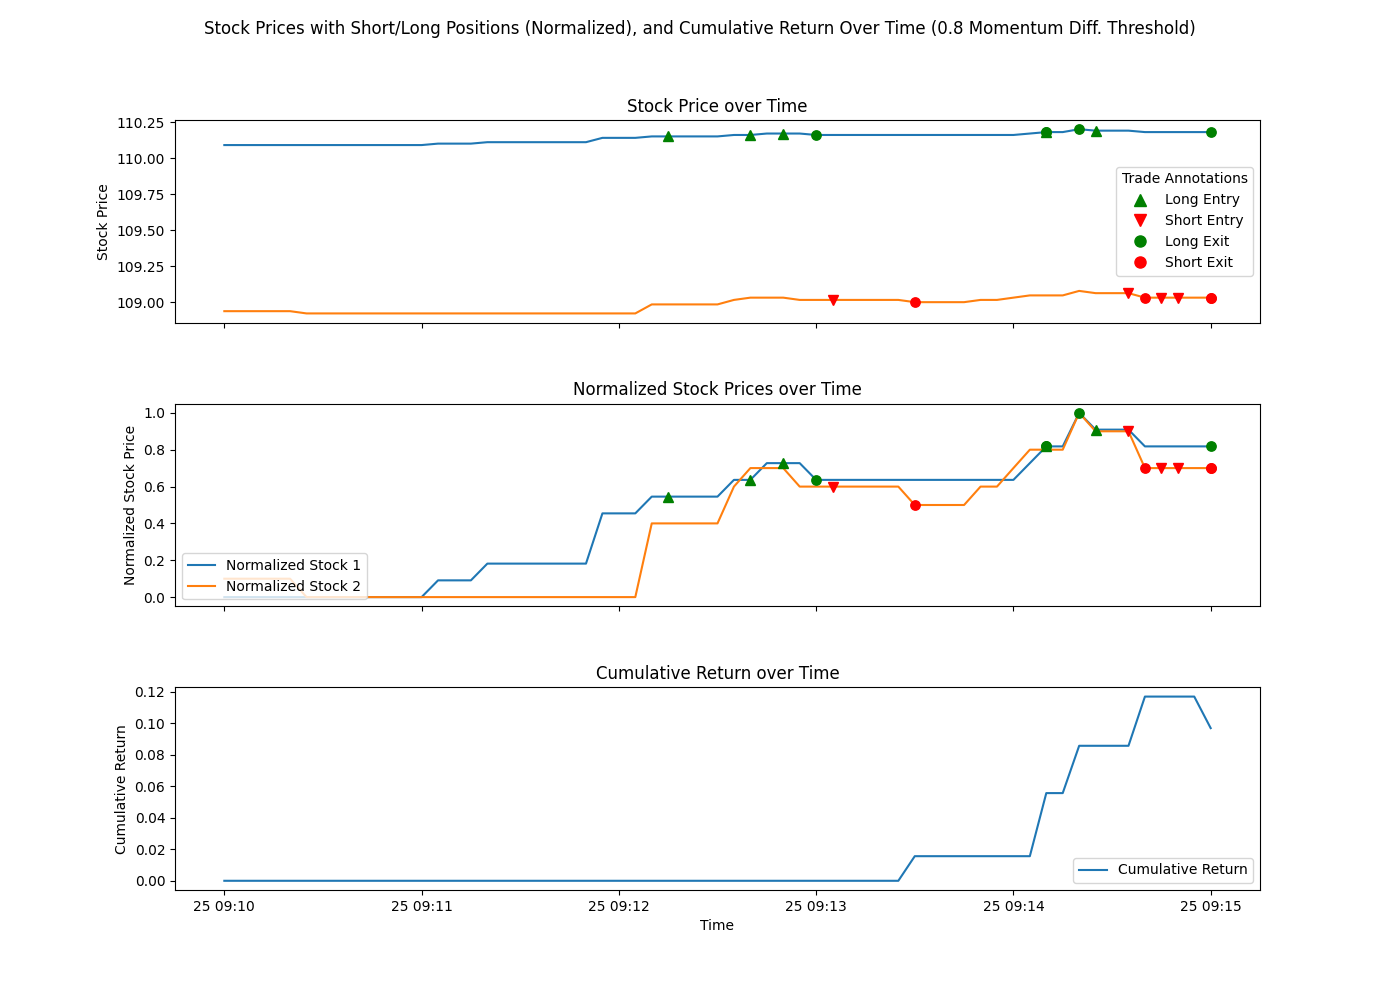 Stock Prices with Short/Long Positions (Normalized), and Cumulative Return Over Time (0.8 Momentum Diff. Threshold)
Stock Price over Time
110.25
110.00
109.75
109.50
109.25
109.00
Stock Price
Trade Annotations
Long Entry
Short Entry
Long Exit
Short Exit
Normalized Stock Prices over Time
1.0
0.8
0.6
0.4
0.2
0.0
Normalized Stock Price
Normalized Stock 1
Normalized Stock 2
Cumulative Return over Time
0.12
0.10
0.08
0.06
0.04
0.02
0.00
Cumulative Return
Cumulative Return
25 09:10
25 09:11
25 09:12
25 09:13
25 09:14
25 09:15
Time